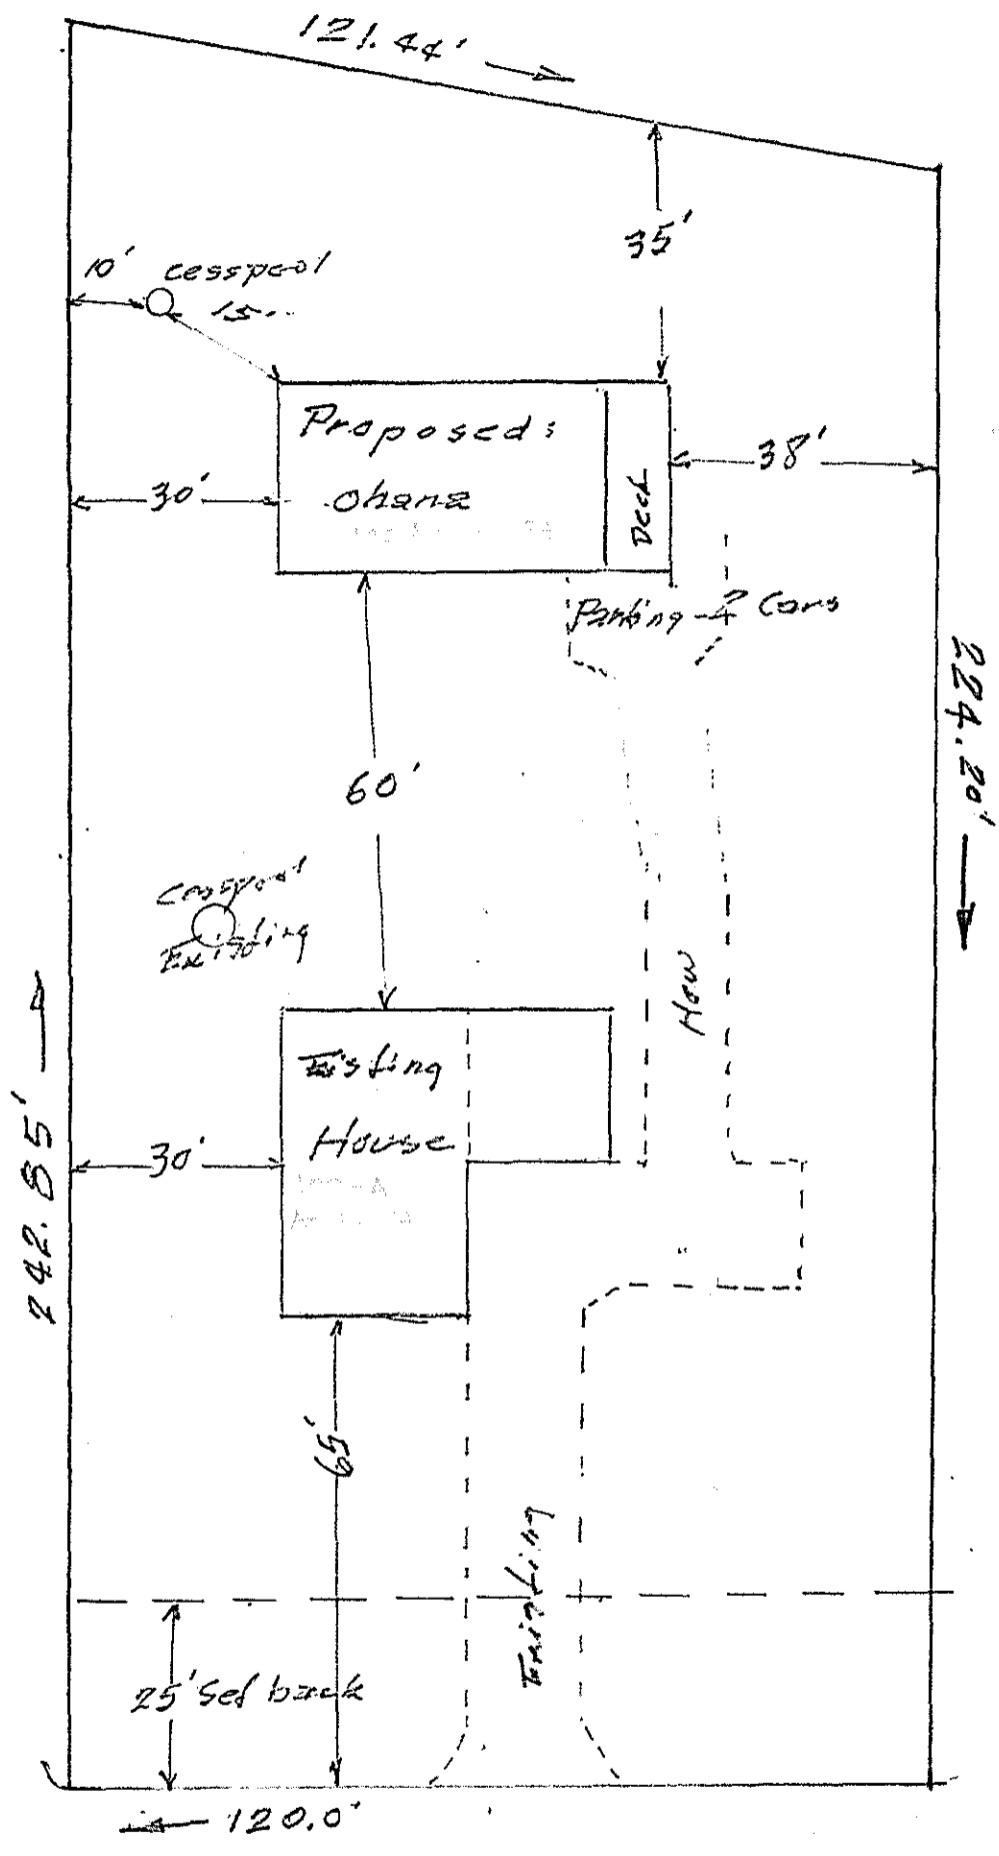 121.44'
35'
10' cesspool
15'
Proposed:
Ohana
Deck
38'
30'
Parking - 2 Cars
224.20'
60'
Cesspool
Existing
New
Existing
House
30'
242.85'
65'
Existing
25' Set back
120.0'